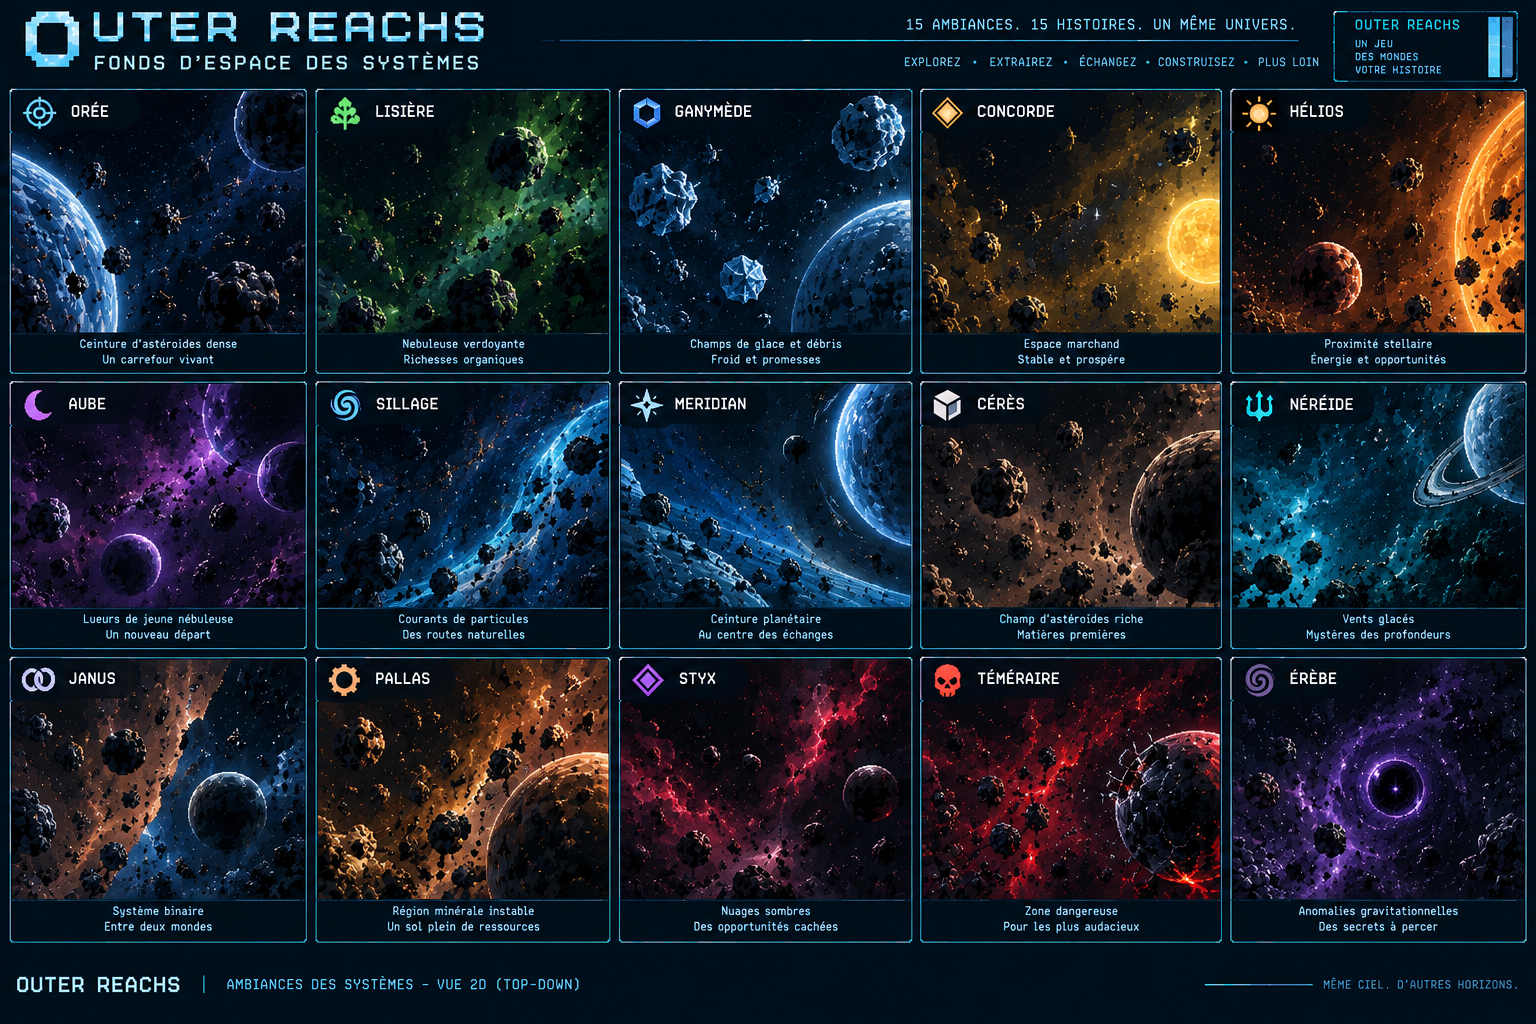 OUTER REACHS
FONDS D'ESPACE DES SYSTÈMES
15 AMBIANCES. 15 HISTOIRES. UN MÊME UNIVERS.
EXPLOREZ • EXTRAIREZ • ÉCHANGEZ • CONSTRUISEZ • PLUS LOIN
OUTER REACHS
UN JEU
DES MONDES
VOTRE HISTOIRE
ORÉE
Ceinture d'astéroides dense
Un carrefour vivant
LISIÈRE
Nebuleuse verdoyante
Richesses organiques
GANYMÈDE
Champs de glace et débris
Froid et promesses
CONCORDE
Espace marchand
Stable et prospère
HÉLIOS
Proximité stellaire
Énergie et opportunités
AUBE
Lueurs de jeune nébuleuse
Un nouveau départ
SILLAGE
Courants de particules
Des routes naturelles
MERIDIAN
Ceinture planétaire
Au centre des échanges
CÉRÈS
Champ d'astéroides riche
Matières premières
NÉRÉIDE
Vents glacés
Mystères des profondeurs
JANUS
Système binaire
Entre deux mondes
PALLAS
Région minérale instable
Un sol plein de ressources
STYX
Nuages sombres
Des opportunités cachées
TÉMÉRAIRE
Zone dangereuse
Pour les plus audacieux
ÉRÈBE
Anomalies gravitationnelles
Des secrets à percer
OUTER REACHS
AMBIANCES DES SYSTÈMES - VUE 2D (TOP-DOWN)
MÊME CIEL. D'AUTRES HORIZONS.